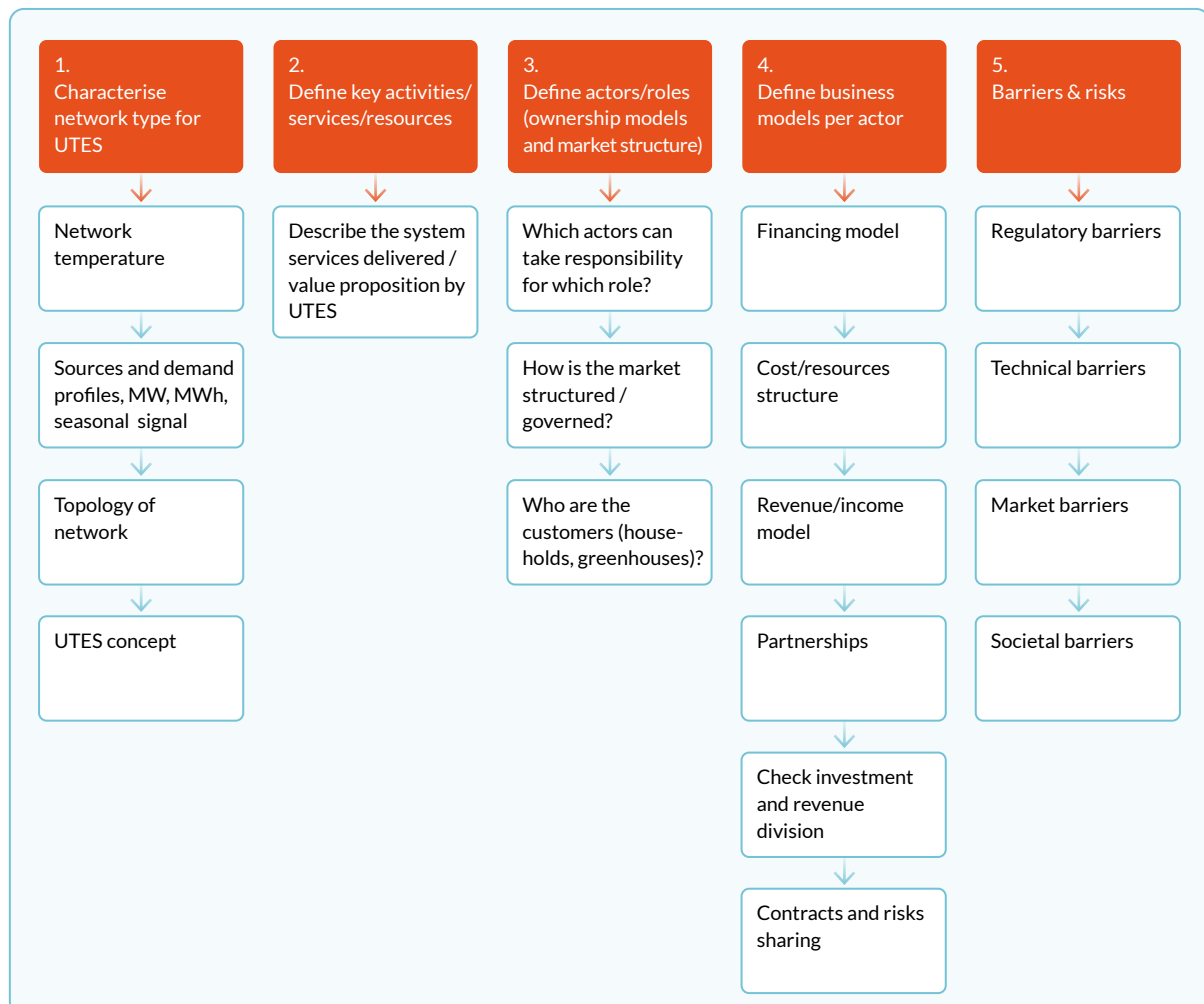 1.
Characterise
network type for
UTES
Network
temperature
Sources and demand
profiles, MW, MWh,
seasonal signal
Topology of
network
UTES concept
2.
Define key activities/
services/resources
Describe the system
services delivered /
value proposition by
UTES
3.
Define actors/roles
(ownership models
and market structure)
Which actors can
take responsibility
for which role?
How is the market
structured /
governed?
Who are the
customers (house-
holds, greenhouses)?
4.
Define business
models per actor
Financing model
Cost/resources
structure
Revenue/income
model
Partnerships
Check investment
and revenue
division
Contracts and risks
sharing
5.
Barriers & risks
Regulatory barriers
Technical barriers
Market barriers
Societal barriers